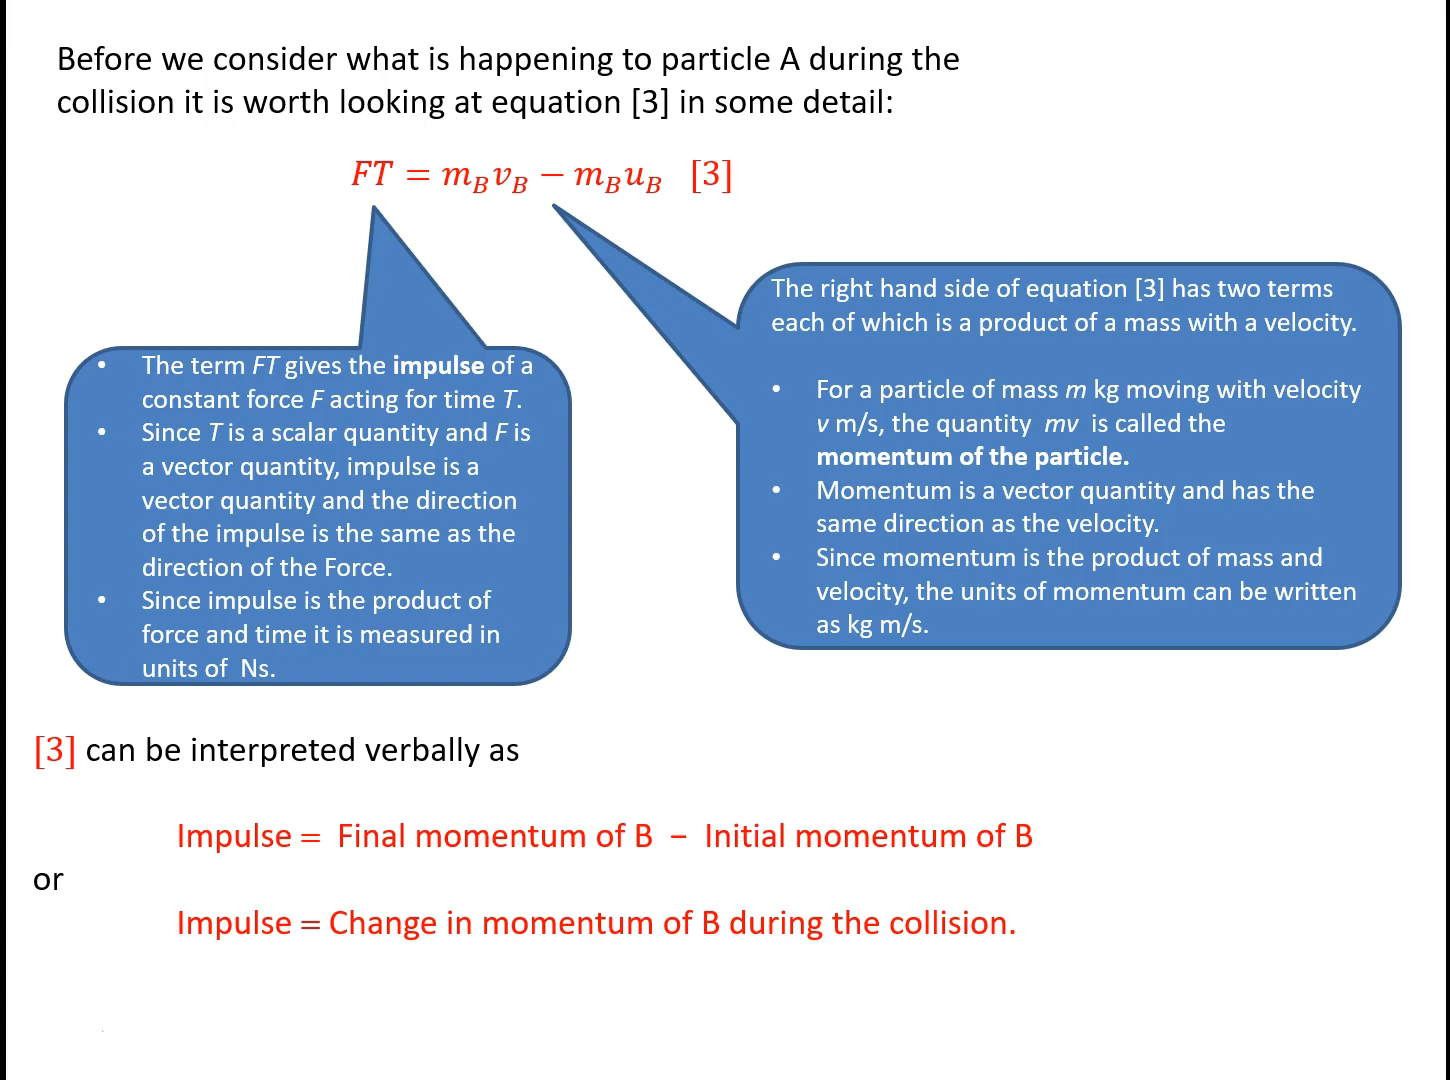 Before we consider what is happening to particle A during the
collision it is worth looking at equation [3] in some detail:
FT = m_B v_B − m_B u_B [3]
• The term FT gives the impulse of a
constant force F acting for time T.
• Since T is a scalar quantity and F is
a vector quantity, impulse is a
vector quantity and the direction
of the impulse is the same as the
direction of the Force.
• Since impulse is the product of
force and time it is measured in
units of Ns.
The right hand side of equation [3] has two terms
each of which is a product of a mass with a velocity.
• For a particle of mass m kg moving with velocity
v m/s, the quantity mv is called the
momentum of the particle.
• Momentum is a vector quantity and has the
same direction as the velocity.
• Since momentum is the product of mass and
velocity, the units of momentum can be written
as kg m/s.
[3] can be interpreted verbally as
Impulse = Final momentum of B − Initial momentum of B
or
Impulse = Change in momentum of B during the collision.